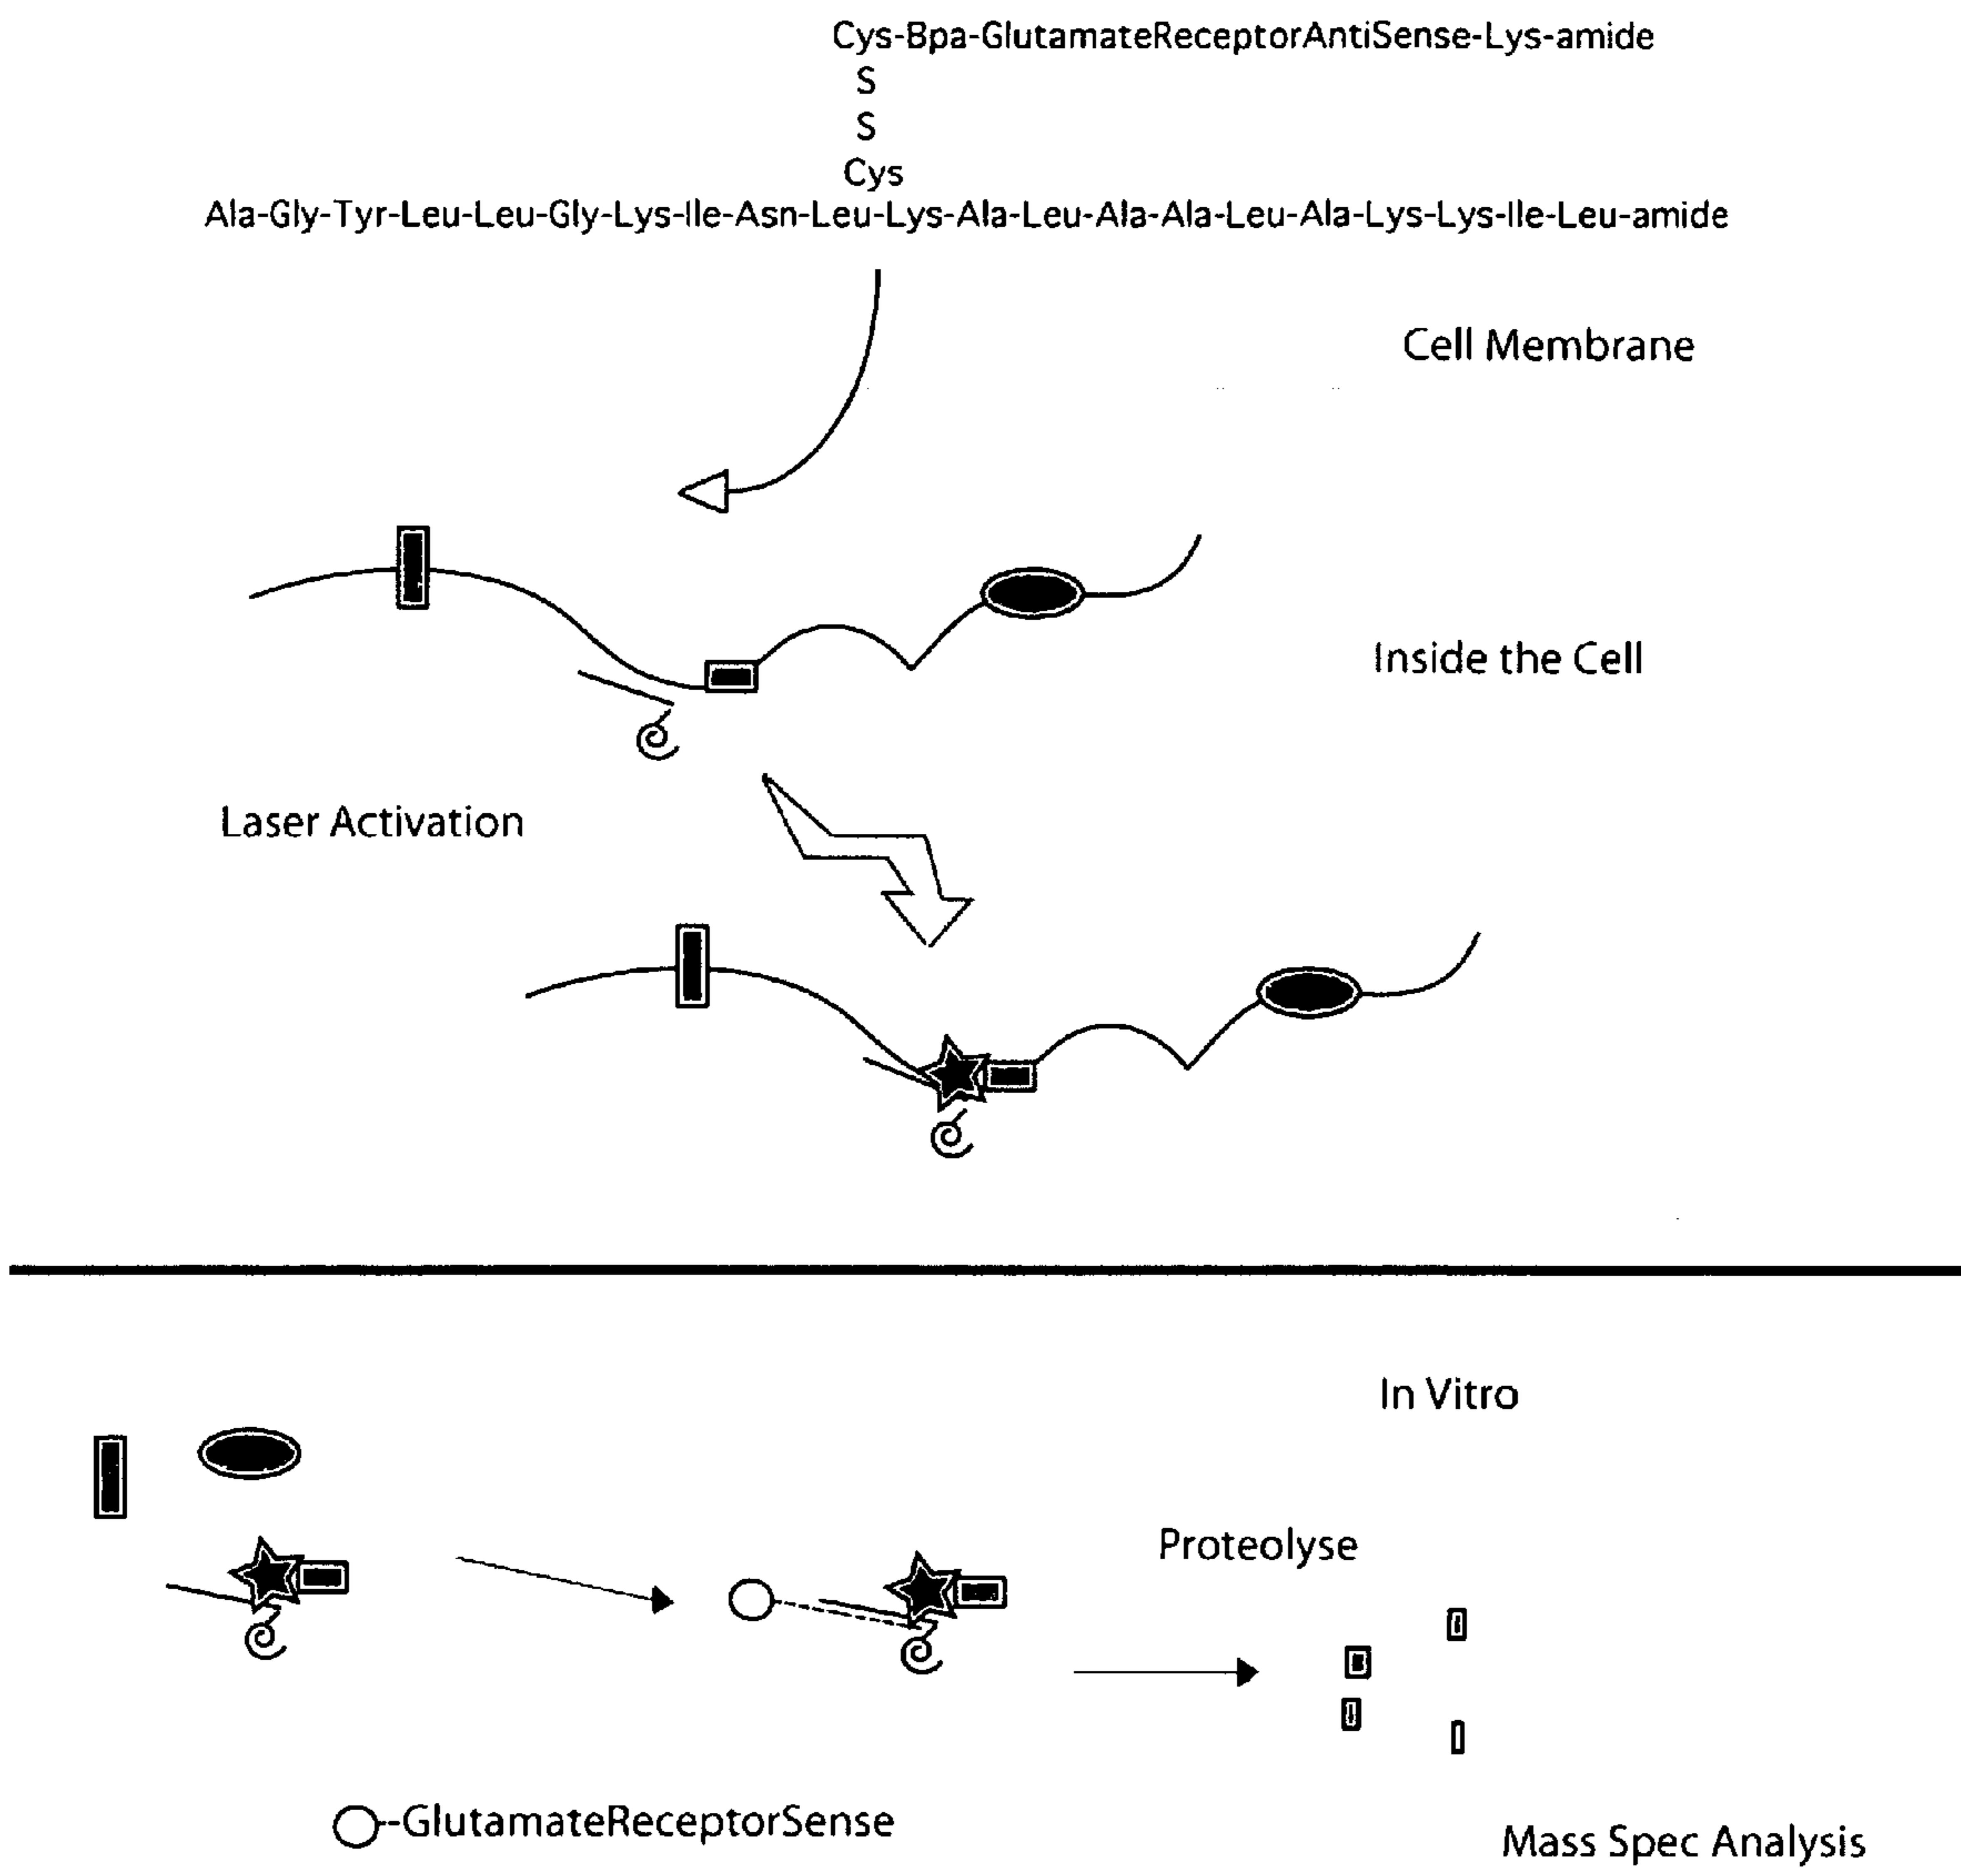 Cys-Bpa-GlutamateReceptorAntiSense-Lys-amide
S
S
Cys
Ala-Gly-Tyr-Leu-Leu-Gly-Lys-Ile-Asn-Leu-Lys-Ala-Leu-Ala-Ala-Leu-Ala-Lys-Lys-Ile-Leu-amide
Cell Membrane
Inside the Cell
Laser Activation
In Vitro
Proteolyse
-GlutamateReceptorSense
Mass Spec Analysis